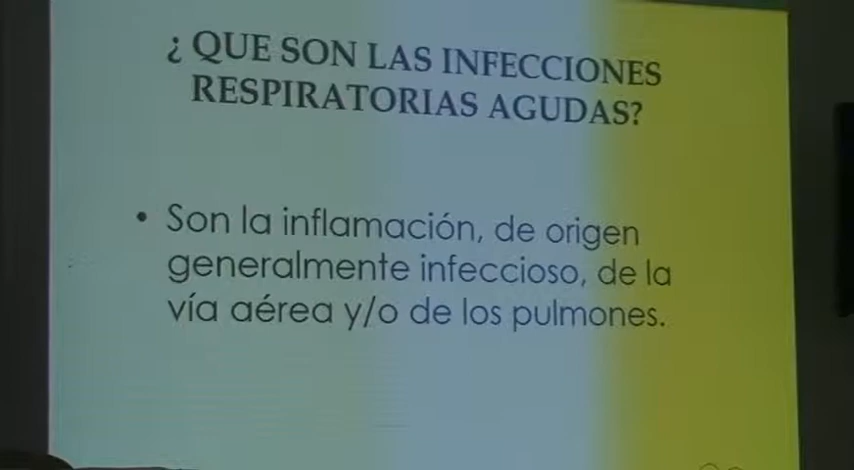 ¿ QUE SON LAS INFECCIONES
RESPIRATORIAS AGUDAS?
• Son la inflamación, de origen
generalmente infeccioso, de la
vía aérea y/o de los pulmones.